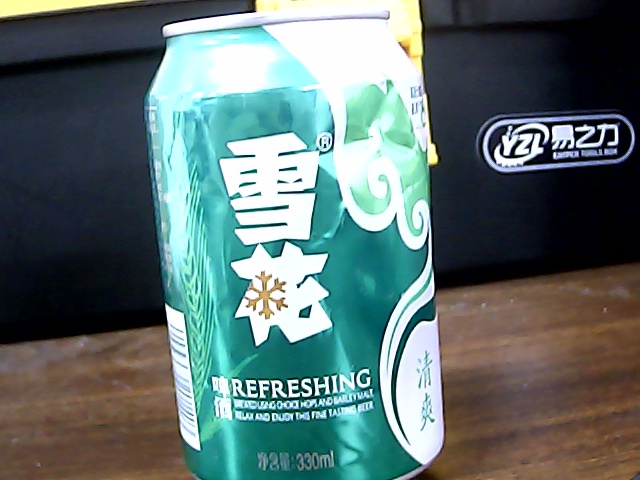 雪花®
REFRESHING
BREWED USING CHOICE HOPS AND BARLEY MALT.
RELAX AND ENJOY THIS FINE TASTING BEER
净含量:330ml
清爽
YZL 易之力